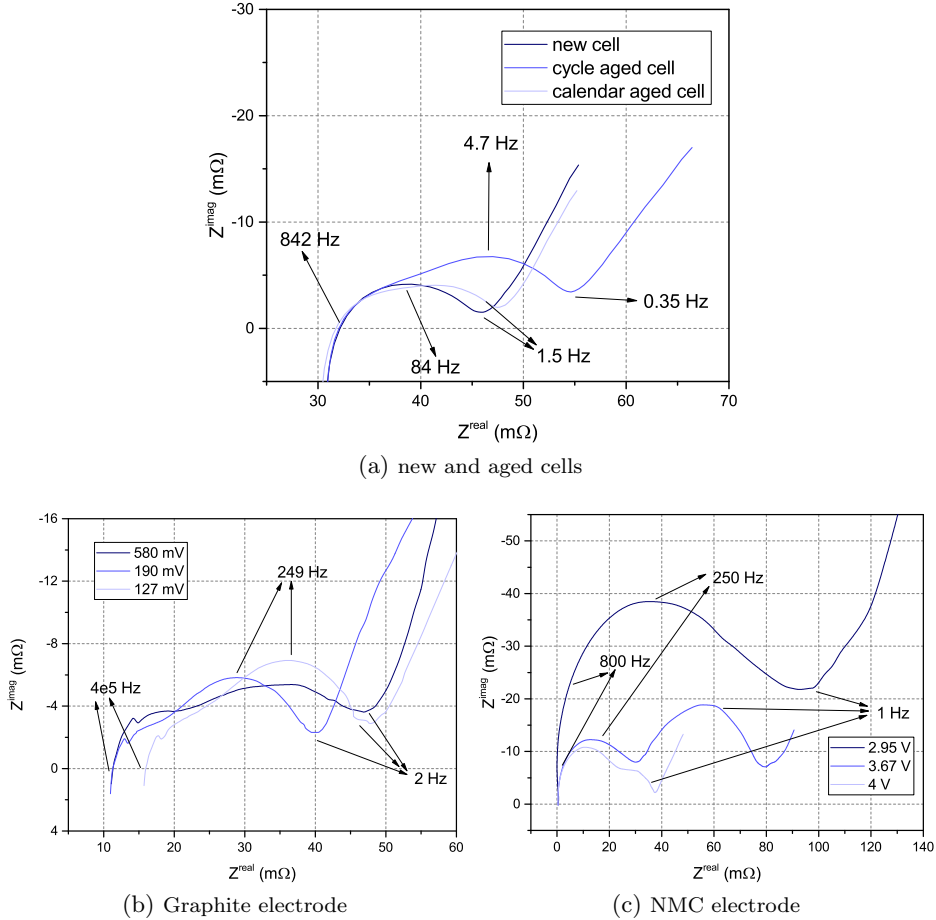 -30
-20
-10
0
Z^imag (mΩ)
new cell
cycle aged cell
calendar aged cell
4.7 Hz
842 Hz
0.35 Hz
1.5 Hz
84 Hz
30 40 50 60 70
Z^real (mΩ)
(a) new and aged cells
-16
-12
-8
-4
0
4
Z^imag (mΩ)
580 mV
190 mV
127 mV
249 Hz
4e5 Hz
2 Hz
10 20 30 40 50 60
Z^real (mΩ)
(b) Graphite electrode
-50
-40
-30
-20
-10
0
Z^imag (mΩ)
250 Hz
800 Hz
1 Hz
2.95 V
3.67 V
4 V
0 20 40 60 80 100 120 140
Z^real (mΩ)
(c) NMC electrode